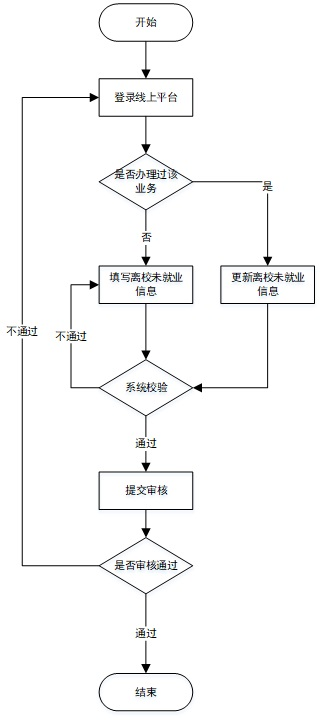 开始
登录线上平台
是否办理过该
业务
是
否
填写离校未就业
信息
更新离校未就业
信息
不通过
不通过
系统校验
通过
提交审核
是否审核通过
通过
结束